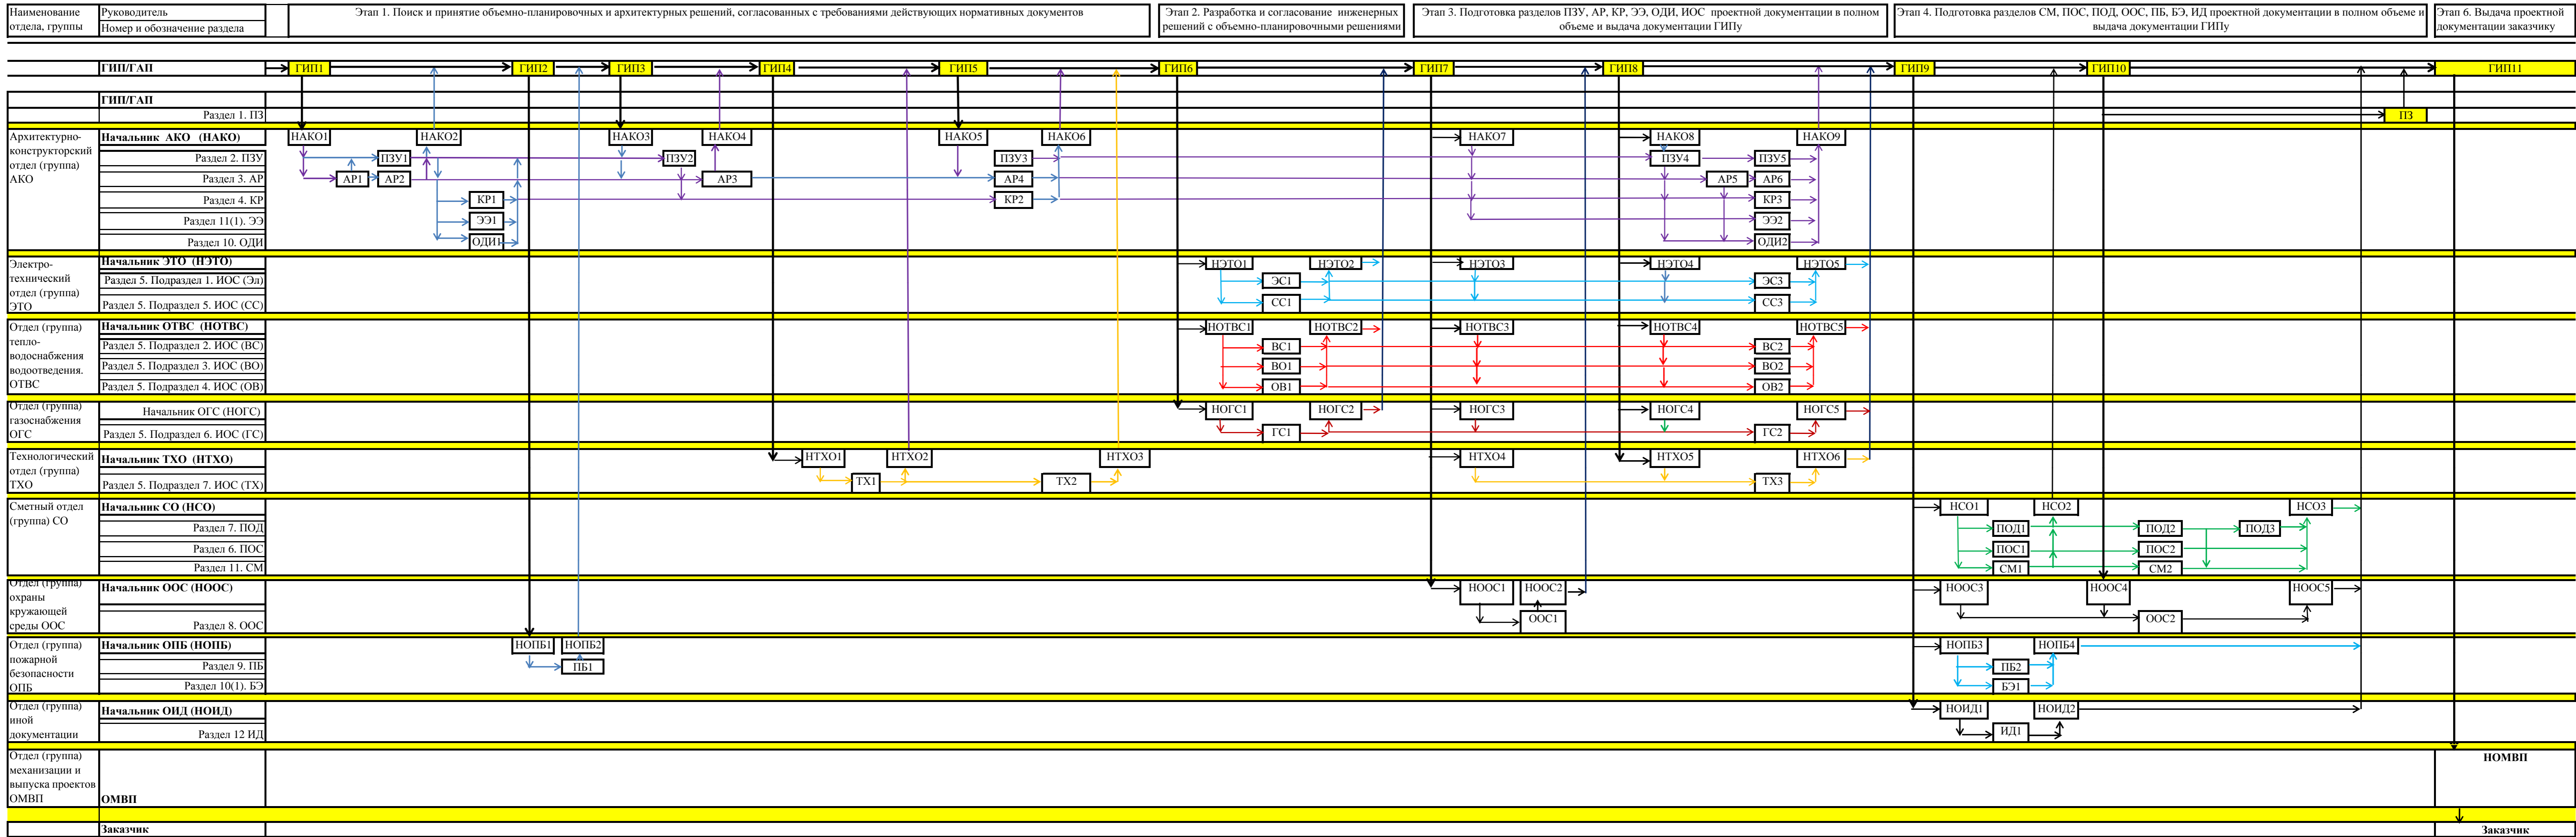 Наименование
отдела, группы
Руководитель
Номер и обозначение раздела
Этап 1. Поиск и принятие объемно-планировочных и архитектурных решений, согласованных с требованиями действующих нормативных документов
Этап 2. Разработка и согласование инженерных
решений с объемно-планировочными решениями
Этап 3. Подготовка разделов ПЗУ, АР, КР, ЭЭ, ОДИ, ИОС проектной документации в полном
объеме и выдача документации ГИПу
Этап 4. Подготовка разделов СМ, ПОС, ПОД, ООС, ПБ, БЭ, ИД проектной документации в полном объеме и
выдача документации ГИПу
Этап 6. Выдача проектной
документации заказчику
ГИП/ГАП
ГИП1
ГИП2
ГИП3
ГИП4
ГИП5
ГИП6
ГИП7
ГИП8
ГИП9
ГИП10
ГИП11
ГИП/ГАП
Раздел 1. ПЗ
ПЗ
Архитектурно-
конструкторский
отдел (группа)
АКО
Начальник АКО (НАКО)
НАКО1
НАКО2
НАКО3
НАКО4
НАКО5
НАКО6
НАКО7
НАКО8
НАКО9
Раздел 2. ПЗУ
ПЗУ1
ПЗУ2
ПЗУ3
ПЗУ4
ПЗУ5
Раздел 3. АР
АР1
АР2
АР3
АР4
АР5
АР6
Раздел 4. КР
КР1
КР2
КР3
Раздел 11(1). ЭЭ
ЭЭ1
ЭЭ2
Раздел 10. ОДИ
ОДИ1
ОДИ2
Электро-
технический
отдел (группа)
ЭТО
Начальник ЭТО (НЭТО)
НЭТО1
НЭТО2
НЭТО3
НЭТО4
НЭТО5
Раздел 5. Подраздел 1. ИОС (Эл)
ЭС1
ЭС3
Раздел 5. Подраздел 5. ИОС (СС)
СС1
СС3
Отдел (группа)
тепло-
водоснабжения
водоотведения.
ОТВС
Начальник ОТВС (НОТВС)
НОТВС1
НОТВС2
НОТВС3
НОТВС4
НОТВС5
Раздел 5. Подраздел 2. ИОС (ВС)
ВС1
ВС2
Раздел 5. Подраздел 3. ИОС (ВО)
ВО1
ВО2
Раздел 5. Подраздел 4. ИОС (ОВ)
ОВ1
ОВ2
Отдел (группа)
газоснабжения
ОГС
Начальник ОГС (НОГС)
НОГС1
НОГС2
НОГС3
НОГС4
НОГС5
Раздел 5. Подраздел 6. ИОС (ГС)
ГС1
ГС2
Технологический
отдел (группа)
ТХО
Начальник ТХО (НТХО)
НТХО1
НТХО2
НТХО3
НТХО4
НТХО5
НТХО6
Раздел 5. Подраздел 7. ИОС (ТХ)
ТХ1
ТХ2
ТХ3
Сметный отдел
(группа) СО
Начальник СО (НСО)
НСО1
НСО2
НСО3
Раздел 7. ПОД
ПОД1
ПОД2
ПОД3
Раздел 6. ПОС
ПОС1
ПОС2
Раздел 11. СМ
СМ1
СМ2
Отдел (группа)
охраны
кружающей
среды ООС
Начальник ООС (НООС)
НООС1
НООС2
НООС3
НООС4
НООС5
Раздел 8. ООС
ООС1
ООС2
Отдел (группа)
пожарной
безопасности
ОПБ
Начальник ОПБ (НОПБ)
НОПБ1
НОПБ2
НОПБ3
НОПБ4
Раздел 9. ПБ
ПБ1
ПБ2
Раздел 10(1). БЭ
БЭ1
Отдел (группа)
иной
документации
Начальник ОИД (НОИД)
НОИД1
НОИД2
Раздел 12 ИД
ИД1
Отдел (группа)
механизации и
выпуска проектов
ОМВП
ОМВП
НОМВП
Заказчик
Заказчик